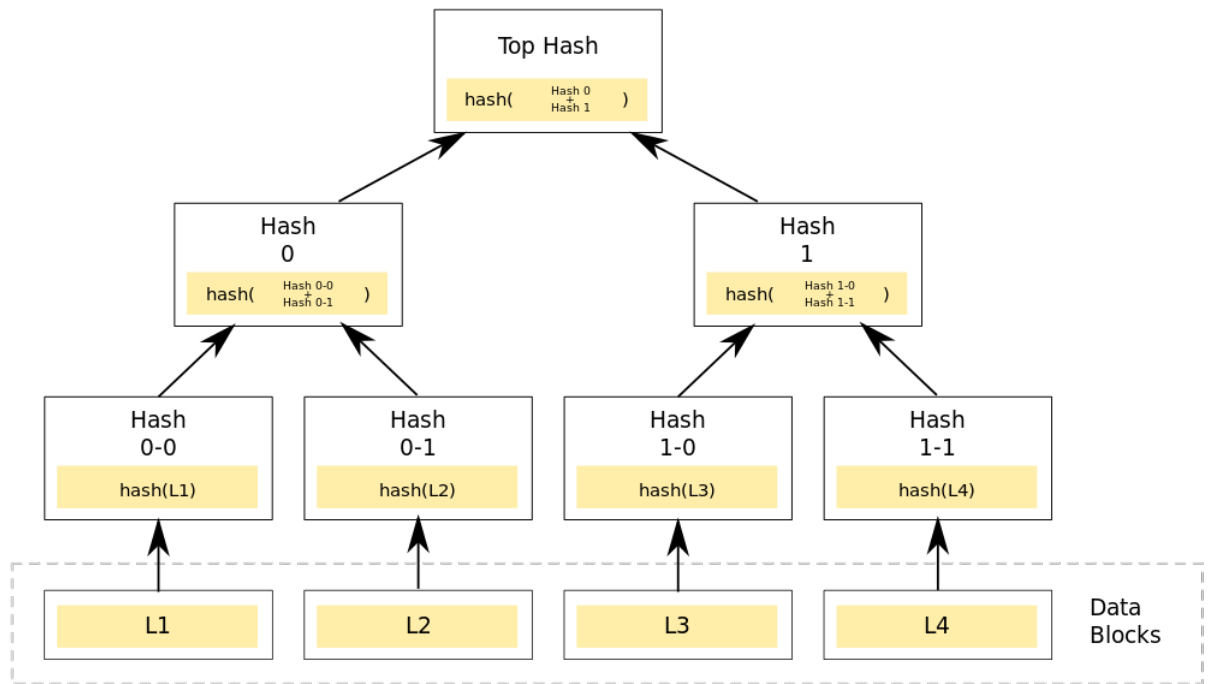 Top Hash
hash( Hash 0 + Hash 1 )
Hash
0
hash( Hash 0-0 + Hash 0-1 )
Hash
1
hash( Hash 1-0 + Hash 1-1 )
Hash
0-0
hash(L1)
Hash
0-1
hash(L2)
Hash
1-0
hash(L3)
Hash
1-1
hash(L4)
L1
L2
L3
L4
Data
Blocks